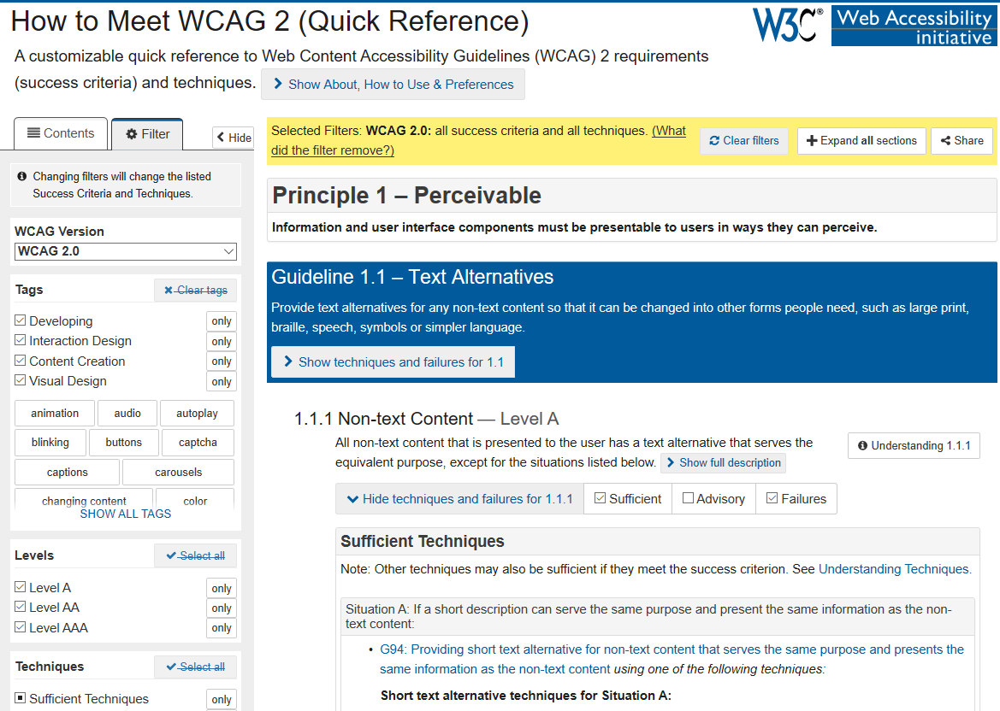 How to Meet WCAG 2 (Quick Reference)
W3C® Web Accessibility
initiative
A customizable quick reference to Web Content Accessibility Guidelines (WCAG) 2 requirements
(success criteria) and techniques. Show About, How to Use & Preferences
Contents Filter Hide
Changing filters will change the listed
Success Criteria and Techniques.
WCAG Version
WCAG 2.0
Tags Clear tags
Developing only
Interaction Design only
Content Creation only
Visual Design only
animation audio autoplay
blinking buttons captcha
captions carousels
changing content color
SHOW ALL TAGS
Levels Select all
Level A only
Level AA only
Level AAA only
Techniques Select all
Sufficient Techniques only
Selected Filters: WCAG 2.0: all success criteria and all techniques. (What
did the filter remove?)
Clear filters Expand all sections Share
Principle 1 – Perceivable
Information and user interface components must be presentable to users in ways they can perceive.
Guideline 1.1 – Text Alternatives
Provide text alternatives for any non-text content so that it can be changed into other forms people need, such as large print,
braille, speech, symbols or simpler language.
Show techniques and failures for 1.1
1.1.1 Non-text Content — Level A
All non-text content that is presented to the user has a text alternative that serves the
equivalent purpose, except for the situations listed below. Show full description
Understanding 1.1.1
Hide techniques and failures for 1.1.1 Sufficient Advisory Failures
Sufficient Techniques
Note: Other techniques may also be sufficient if they meet the success criterion. See Understanding Techniques.
Situation A: If a short description can serve the same purpose and present the same information as the non-
text content:
• G94: Providing short text alternative for non-text content that serves the same purpose and presents the
same information as the non-text content using one of the following techniques:
Short text alternative techniques for Situation A: